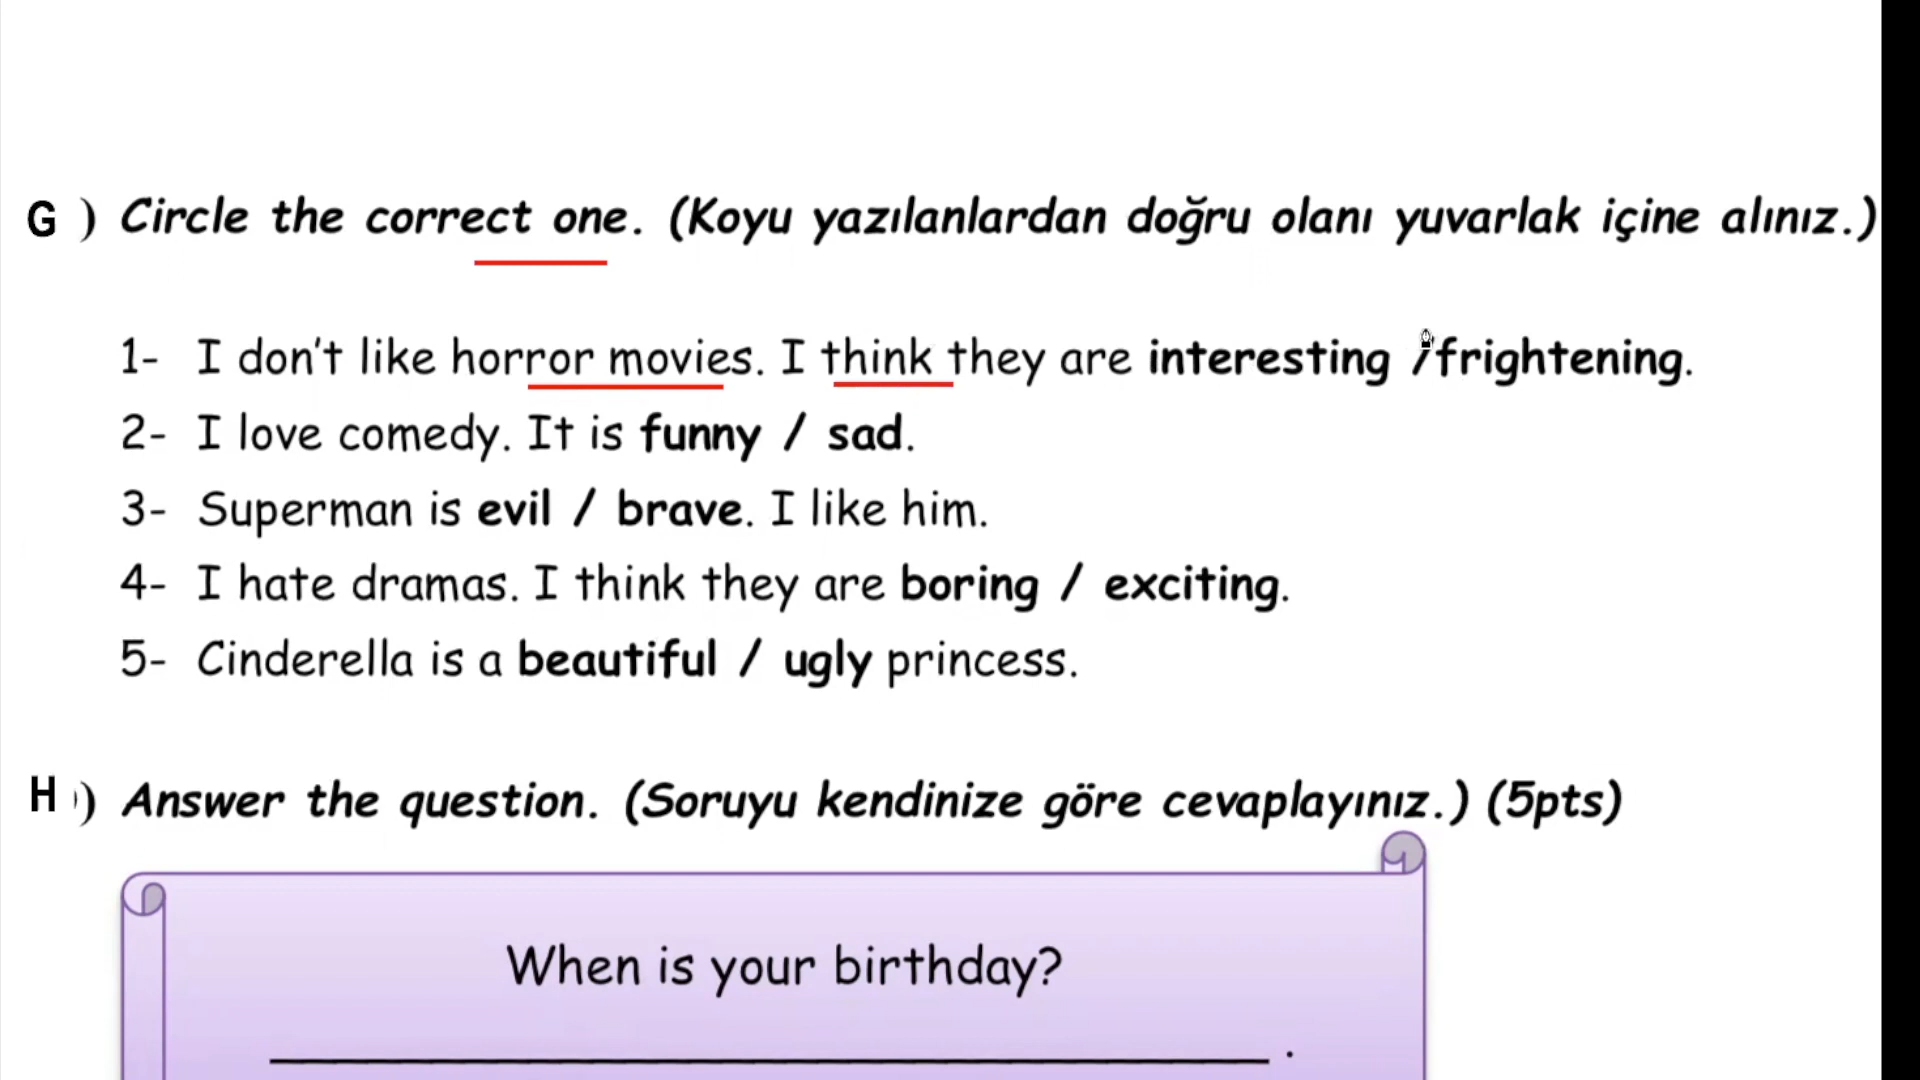 G ) Circle the correct one. (Koyu yazılanlardan doğru olanı yuvarlak içine alınız.)
1- I don't like horror movies. I think they are interesting /frightening.
2- I love comedy. It is funny / sad.
3- Superman is evil / brave. I like him.
4- I hate dramas. I think they are boring / exciting.
5- Cinderella is a beautiful / ugly princess.
H ) Answer the question. (Soruyu kendinize göre cevaplayınız.) (5pts)
When is your birthday?
______________________________ .